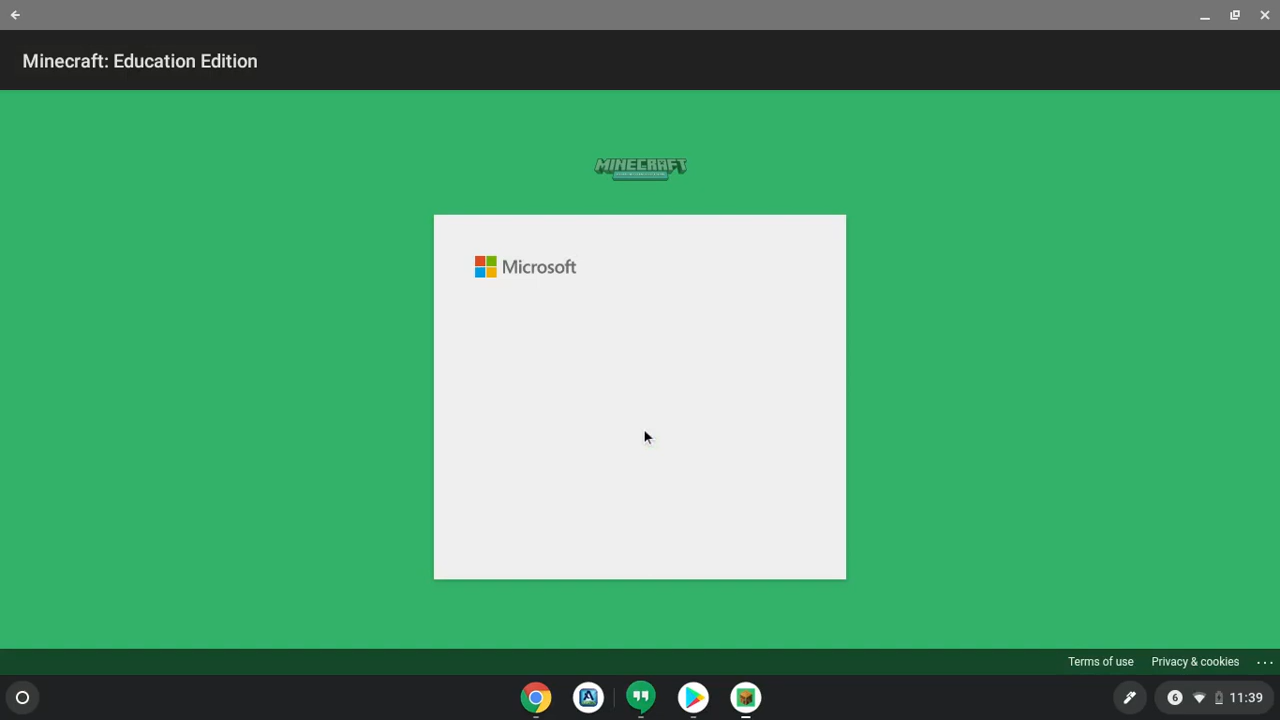 Minecraft: Education Edition
MINECRAFT
Microsoft
Terms of use Privacy & cookies ...
6 11:39